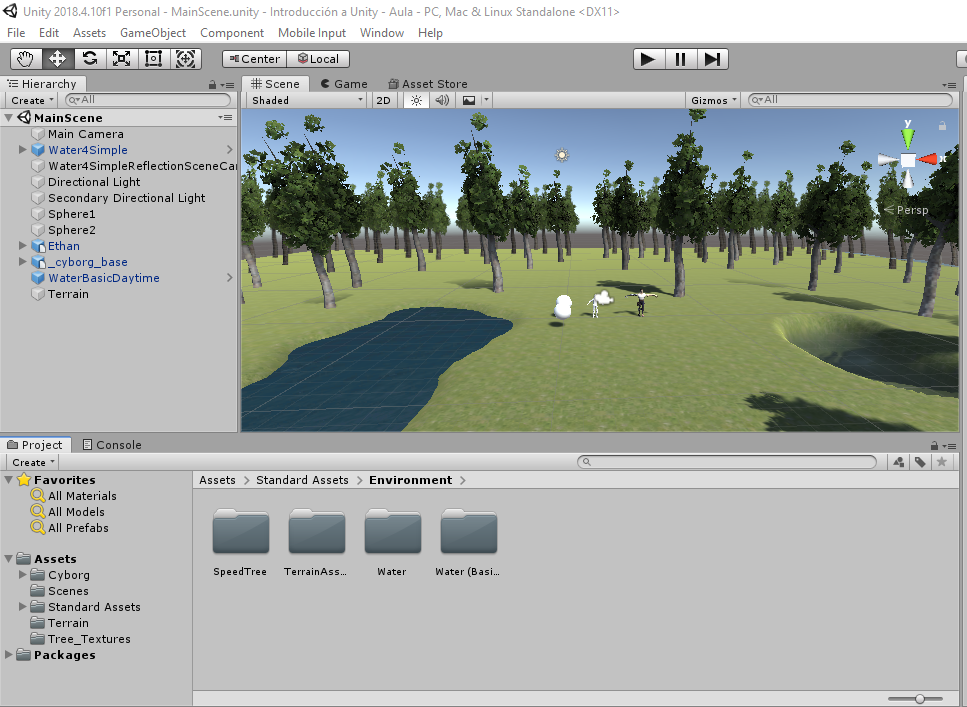 Unity 2018.4.10f1 Personal - MainScene.unity - Introducción a Unity - Aula - PC, Mac & Linux Standalone <DX11>
File Edit Assets GameObject Component Mobile Input Window Help
Center Local
Hierarchy
Create All
MainScene
Main Camera
Water4Simple
Water4SimpleReflectionSceneCar
Directional Light
Secondary Directional Light
Sphere1
Sphere2
Ethan
_cyborg_base
WaterBasicDaytime
Terrain
Scene Game Asset Store
Shaded 2D Gizmos All
y
x
Persp
Project Console
Create
Favorites
All Materials
All Models
All Prefabs
Assets
Cyborg
Scenes
Standard Assets
Terrain
Tree_Textures
Packages
Assets > Standard Assets > Environment >
SpeedTree TerrainAss... Water Water (Basi...